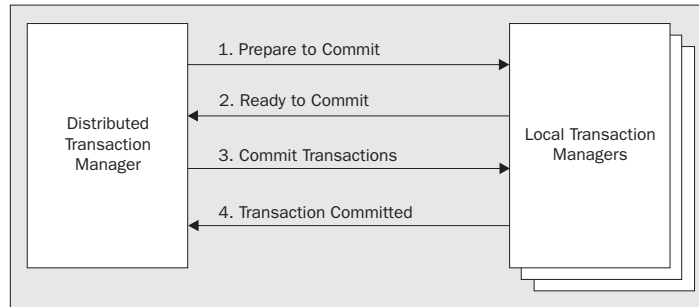 Distributed
Transaction
Manager
1. Prepare to Commit
2. Ready to Commit
3. Commit Transactions
4. Transaction Committed
Local Transaction
Managers